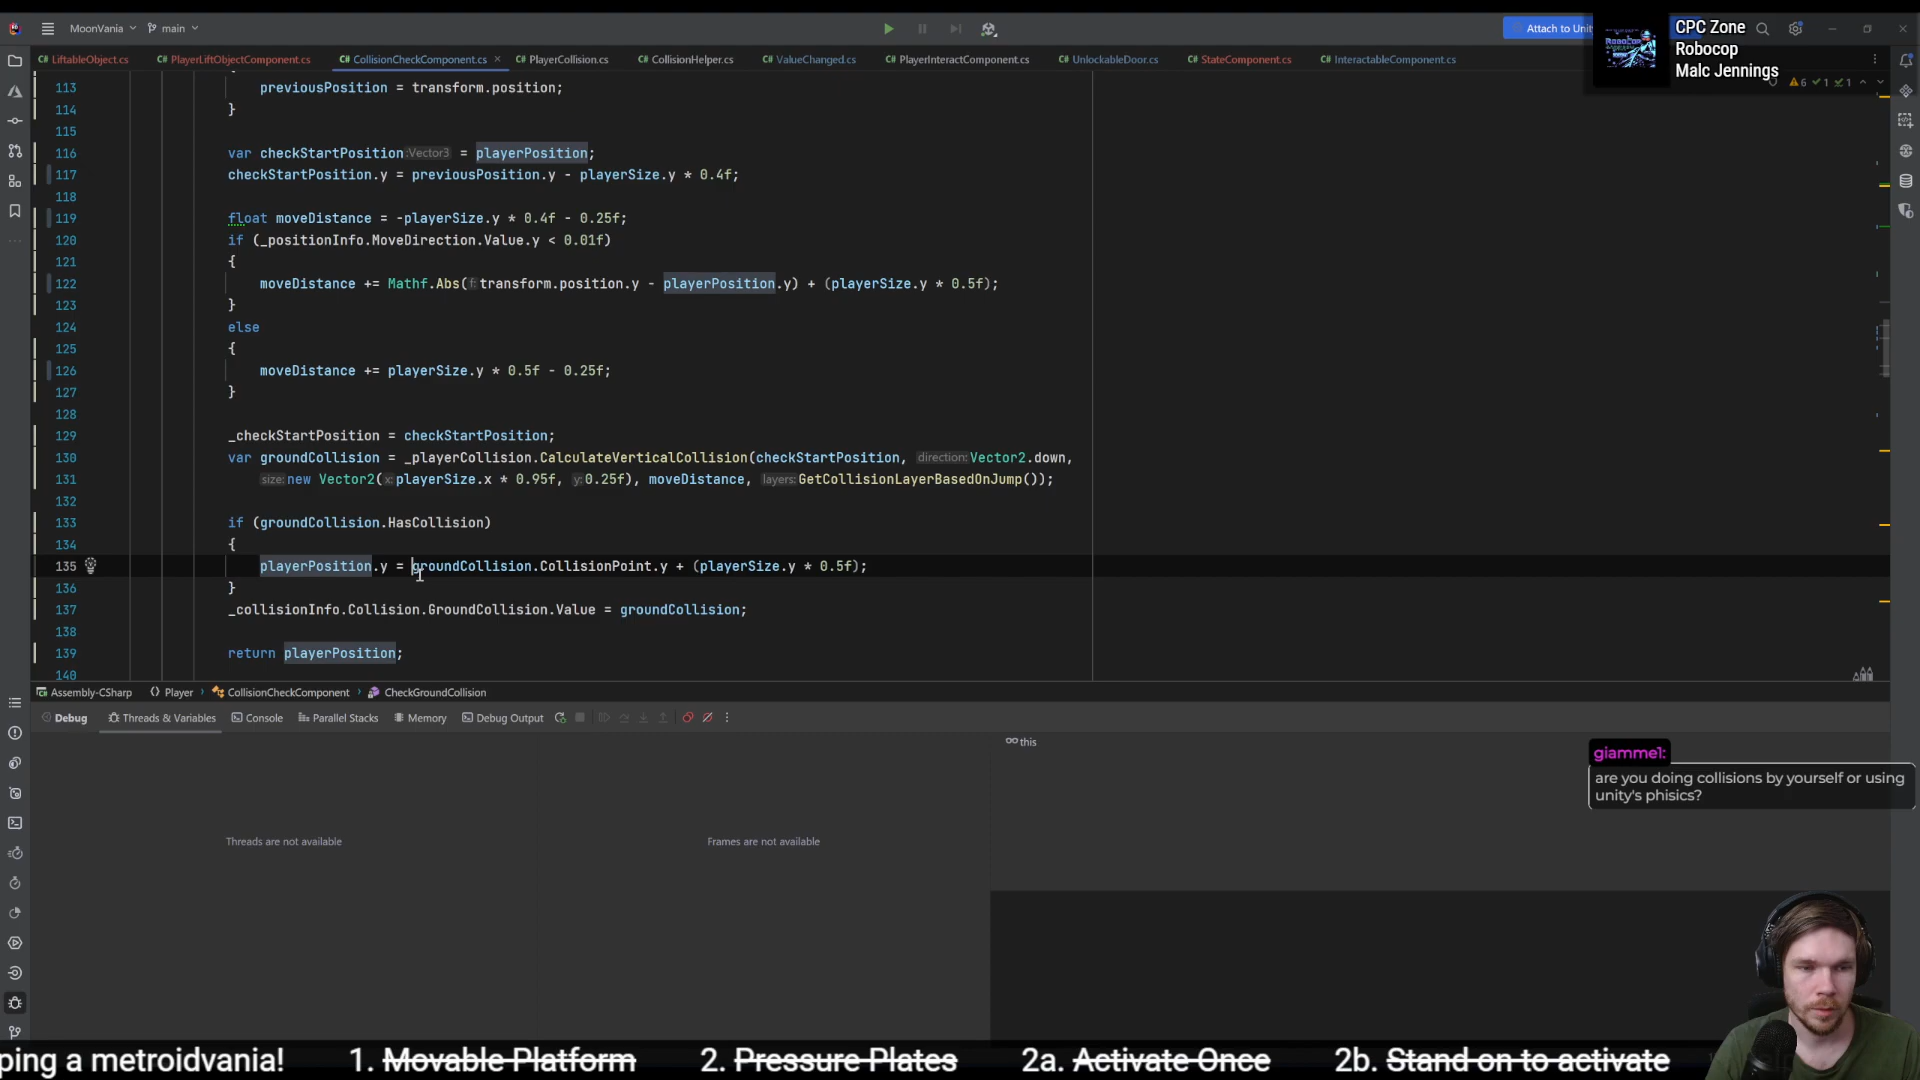 MoonVania
main
Attach to Unit
CPC Zone
Robocop
Malc Jennings
LiftableObject.cs
PlayerLiftObjectComponent.cs
CollisionCheckComponent.cs
PlayerCollision.cs
CollisionHelper.cs
ValueChanged.cs
PlayerInteractComponent.cs
UnlockableDoor.cs
StateComponent.cs
InteractableComponent.cs
6 1 1
113 previousPosition = transform.position;
114 }
115
116 var checkStartPosition:Vector3 = playerPosition;
117 checkStartPosition.y = previousPosition.y - playerSize.y * 0.4f;
118
119 float moveDistance = -playerSize.y * 0.4f - 0.25f;
120 if (_positionInfo.MoveDirection.Value.y < 0.01f)
121 {
122 moveDistance += Mathf.Abs(f:transform.position.y - playerPosition.y) + (playerSize.y * 0.5f);
123 }
124 else
125 {
126 moveDistance += playerSize.y * 0.5f - 0.25f;
127 }
128
129 _checkStartPosition = checkStartPosition;
130 var groundCollision = _playerCollision.CalculateVerticalCollision(checkStartPosition, direction:Vector2.down,
131 size:new Vector2(x:playerSize.x * 0.95f, y:0.25f), moveDistance, layers:GetCollisionLayerBasedOnJump());
132
133 if (groundCollision.HasCollision)
134 {
135 playerPosition.y = groundCollision.CollisionPoint.y + (playerSize.y * 0.5f);
136 }
137 _collisionInfo.Collision.GroundCollision.Value = groundCollision;
138
139 return playerPosition;
140
Assembly-CSharp
Player
CollisionCheckComponent
CheckGroundCollision
Debug
Threads & Variables
Console
Parallel Stacks
Memory
Debug Output
this
Threads are not available
Frames are not available
giamme1:
are you doing collisions by yourself or using
unity's phisics?
ping a metroidvania! 1. Movable Platform 2. Pressure Plates 2a. Activate Once 2b. Stand on to activate